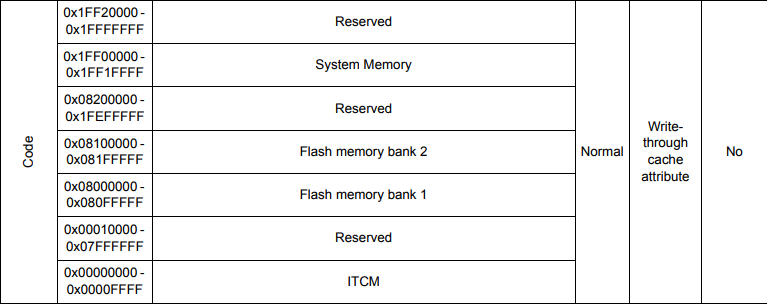 Code
0x1FF20000 -
0x1FFFFFFF
Reserved
0x1FF00000 -
0x1FF1FFFF
System Memory
0x08200000 -
0x1FEFFFFF
Reserved
0x08100000 -
0x081FFFFF
Flash memory bank 2
0x08000000 -
0x080FFFFF
Flash memory bank 1
0x00010000 -
0x07FFFFFF
Reserved
0x00000000 -
0x0000FFFF
ITCM
Normal
Write-
through
cache
attribute
No